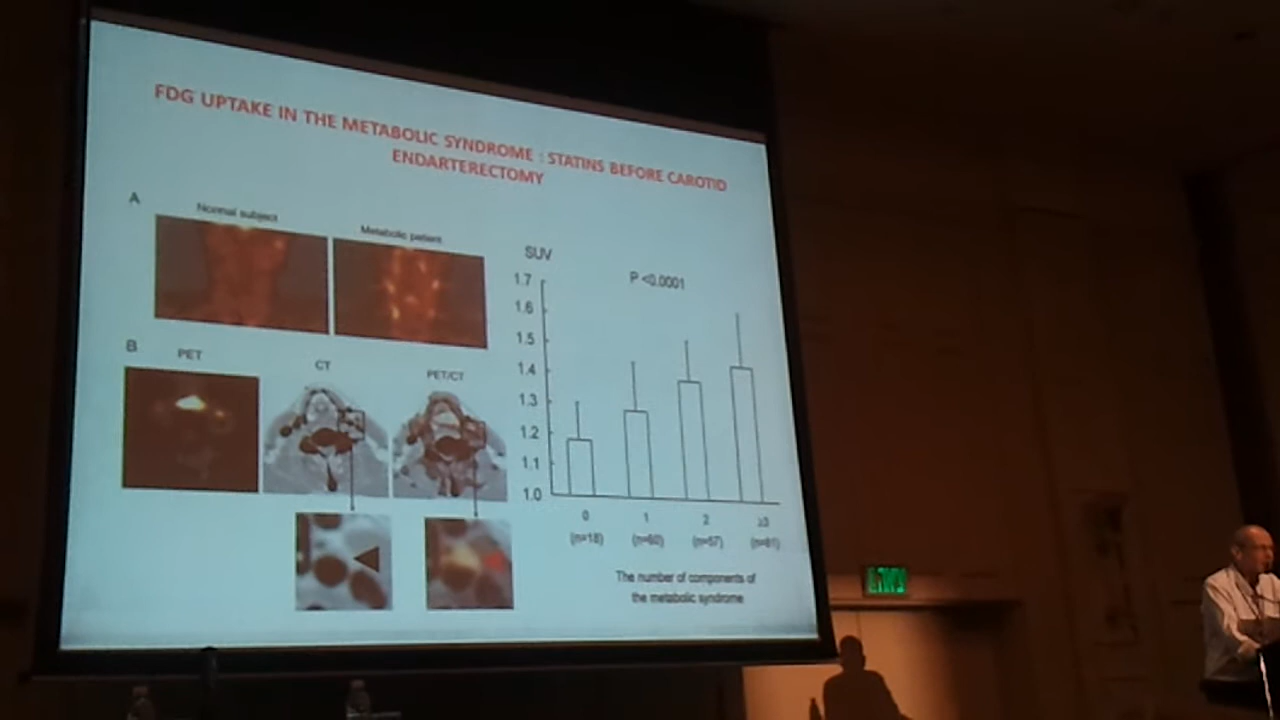 FDG UPTAKE IN THE METABOLIC SYNDROME : STATINS BEFORE CAROTID
ENDARTERECTOMY
A
Normal subject
Metabolic patient
B
PET
CT
PET/CT
SUV
P <0.0001
1.7
1.6
1.5
1.4
1.3
1.2
1.1
1.0
0
1
2
≥3
(n=18)
(n=60)
(n=57)
(n=81)
The number of components of
the metabolic syndrome